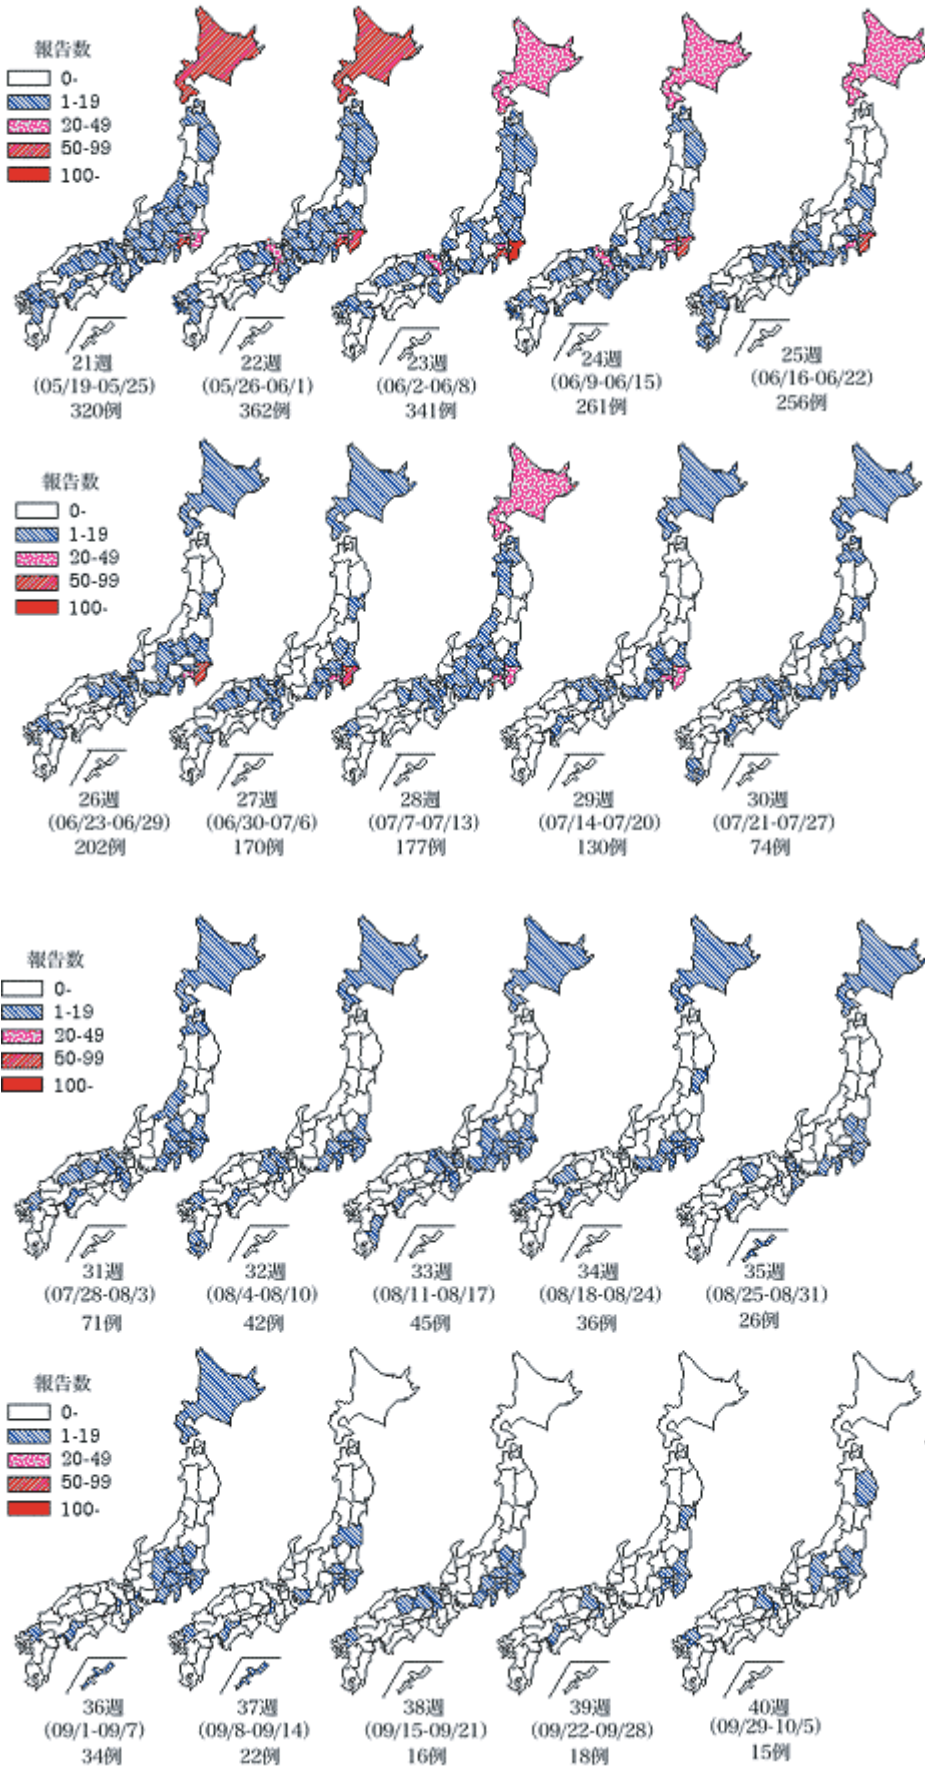 報告数
0-
1-19
20-49
50-99
100-
21週
(05/19-05/25)
320例
22週
(05/26-06/1)
362例
23週
(06/2-06/8)
341例
24週
(06/9-06/15)
261例
25週
(06/16-06/22)
256例
報告数
0-
1-19
20-49
50-99
100-
26週
(06/23-06/29)
202例
27週
(06/30-07/6)
170例
28週
(07/7-07/13)
177例
29週
(07/14-07/20)
130例
30週
(07/21-07/27)
74例
報告数
0-
1-19
20-49
50-99
100-
31週
(07/28-08/3)
71例
32週
(08/4-08/10)
42例
33週
(08/11-08/17)
45例
34週
(08/18-08/24)
36例
35週
(08/25-08/31)
26例
報告数
0-
1-19
20-49
50-99
100-
36週
(09/1-09/7)
34例
37週
(09/8-09/14)
22例
38週
(09/15-09/21)
16例
39週
(09/22-09/28)
18例
40週
(09/29-10/5)
15例